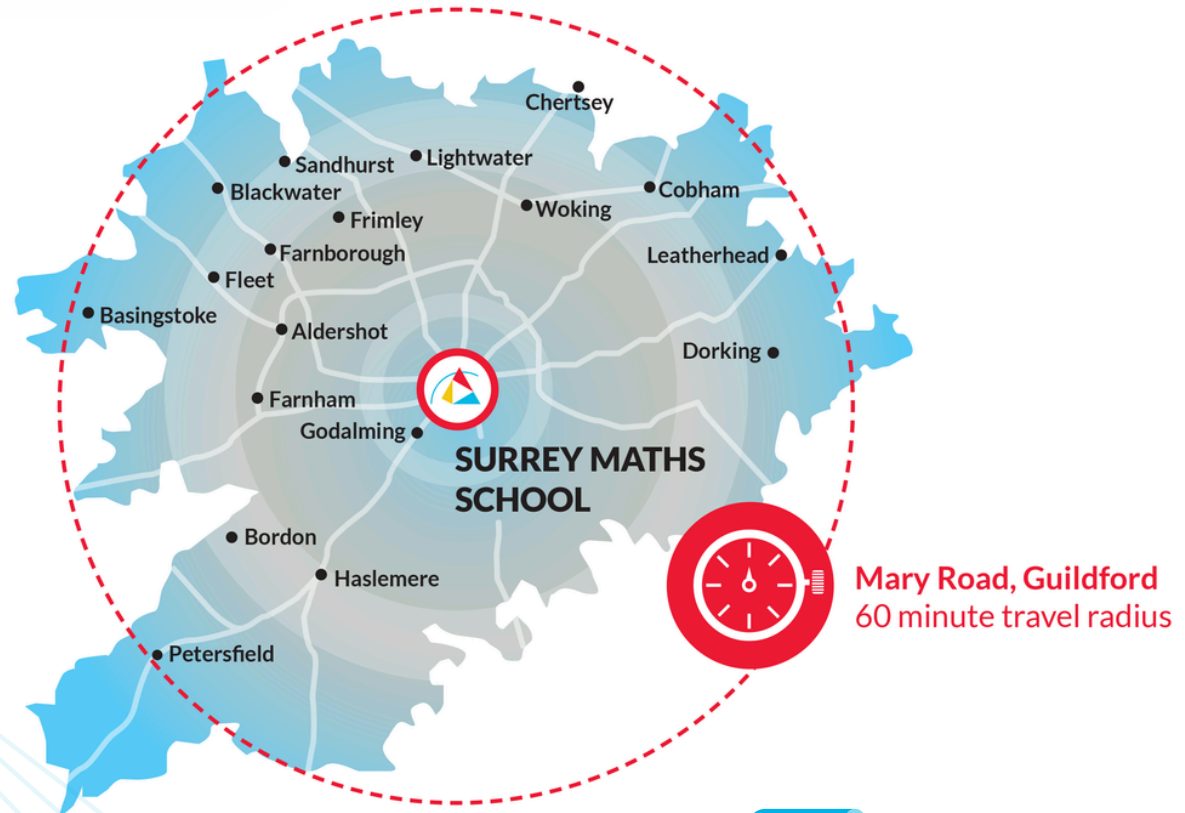 Chertsey
Sandhurst
Lightwater
Blackwater
Cobham
Woking
Frimley
Farnborough
Leatherhead
Fleet
Basingstoke
Aldershot
Dorking
Farnham
Godalming
SURREY MATHS
SCHOOL
Bordon
Haslemere
Mary Road, Guildford
60 minute travel radius
Petersfield